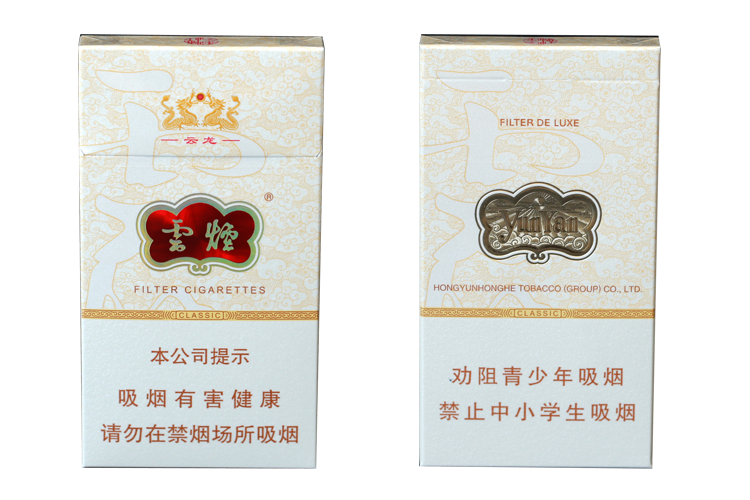 云龙
®
雲煙
FILTER CIGARETTES
CLASSIC
本公司提示
吸烟有害健康
请勿在禁烟场所吸烟
FILTER DE LUXE
YunYan
HONGYUNHONGHE TOBACCO (GROUP) CO., LTD.
CLASSIC
劝阻青少年吸烟
禁止中小学生吸烟